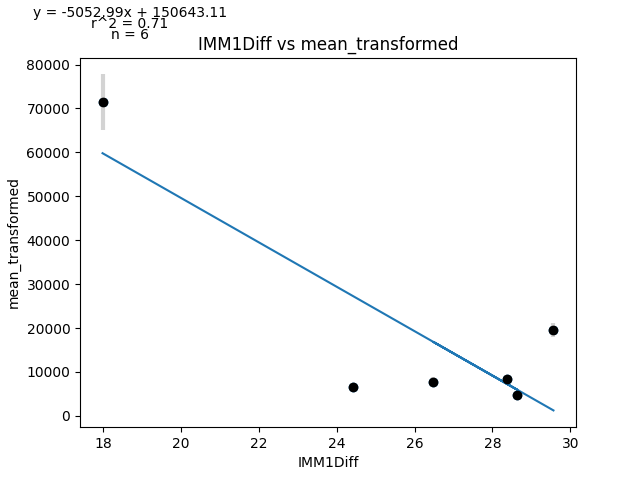 y = -5052.99x + 150643.11
r^2 = 0.71
n = 6
IMM1Diff vs mean_transformed
80000
70000
60000
50000
40000
30000
20000
10000
0
mean_transformed
18 20 22 24 26 28 30
IMM1Diff